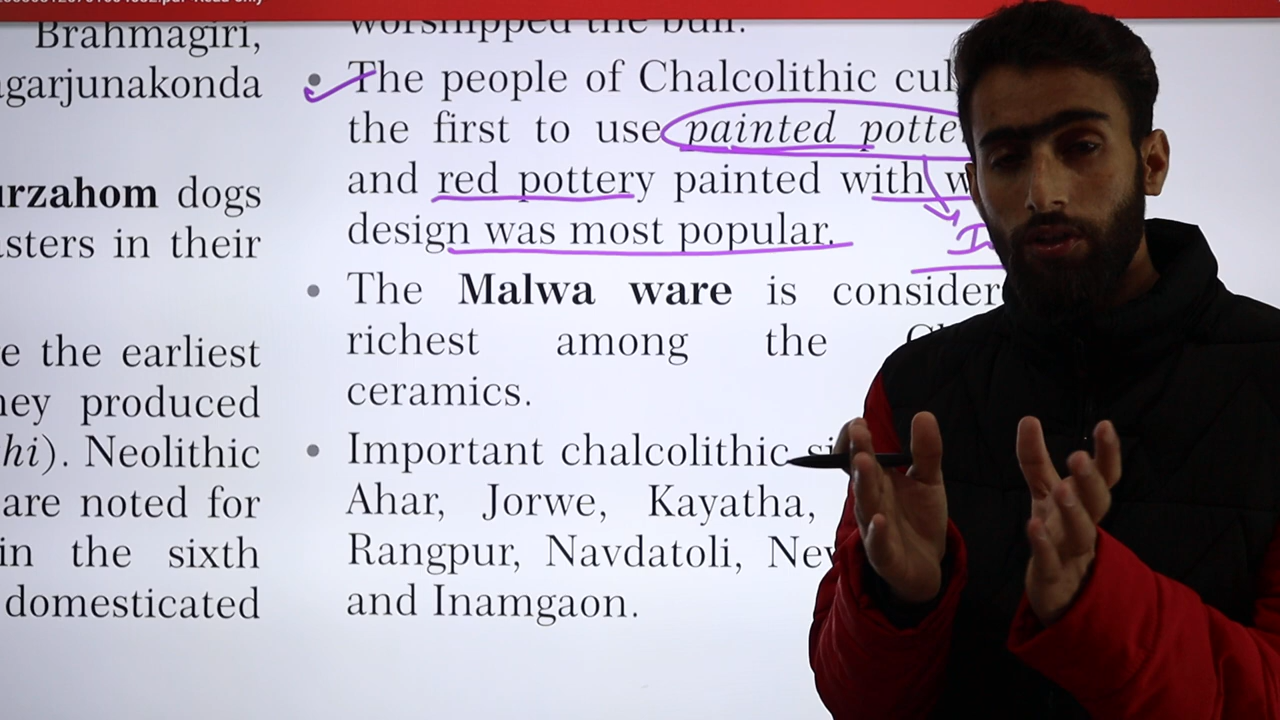 Brahmagiri,
garjunakonda
urzahom dogs
asters in their
e the earliest
hey produced
hi). Neolithic
are noted for
in the sixth
domesticated
worshipped the bull.
• The people of Chalcolithic cul
the first to use painted potte
and red pottery painted with w
design was most popular.
• The Malwa ware is consider
richest among the
ceramics.
• Important chalcolithic si
Ahar, Jorwe, Kayatha,
Rangpur, Navdatoli, Nev
and Inamgaon.